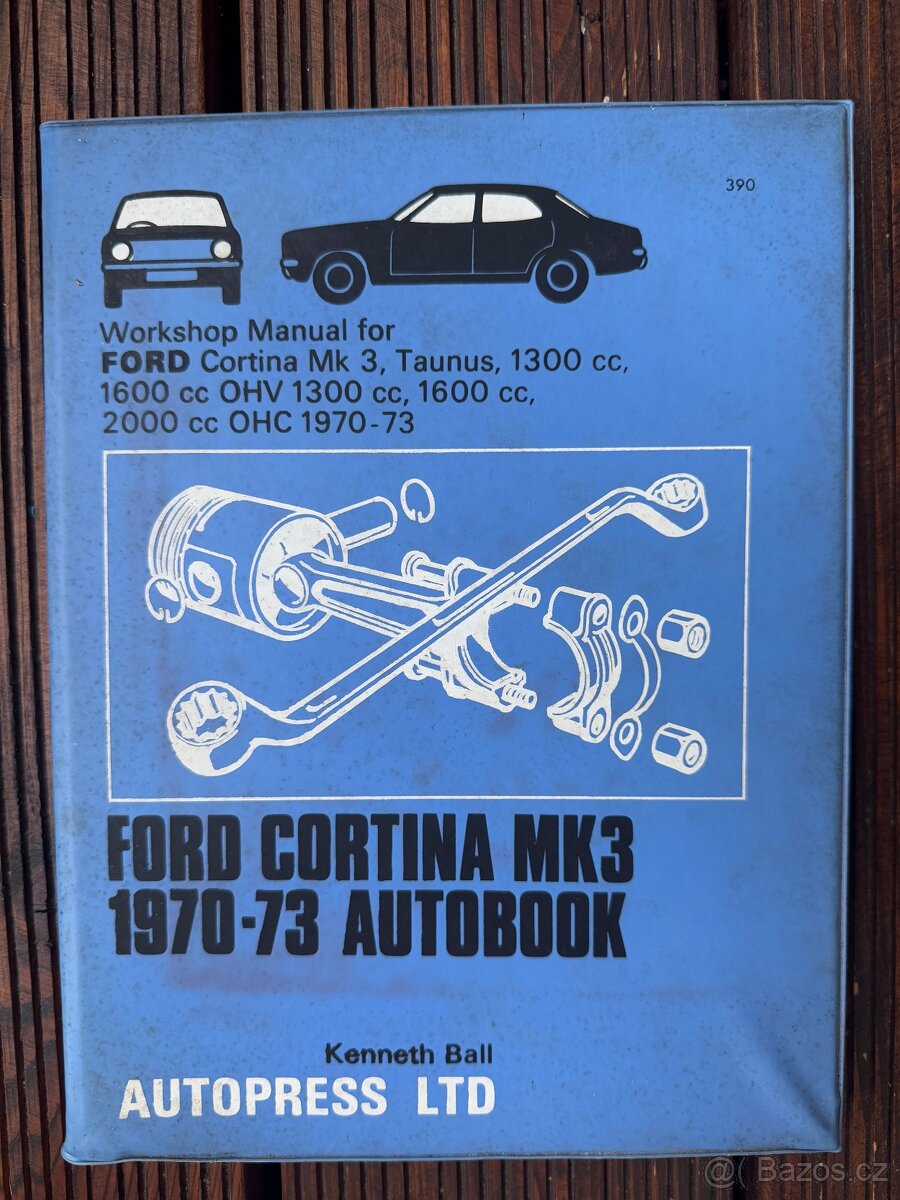 390
Workshop Manual for
FORD Cortina Mk 3, Taunus, 1300 cc,
1600 cc OHV 1300 cc, 1600 cc,
2000 cc OHC 1970-73
FORD CORTINA MK3
1970-73 AUTOBOOK
Kenneth Ball
AUTOPRESS LTD
@( Bazos.cz